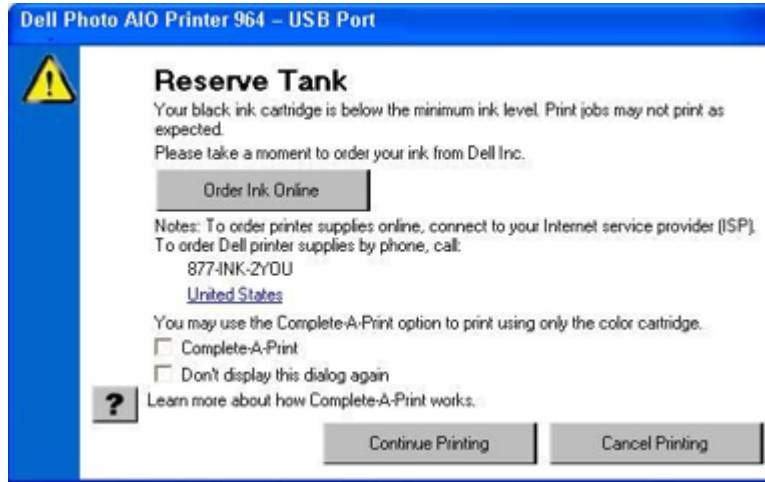 Dell Photo AIO Printer 964 – USB Port
Reserve Tank
Your black ink cartridge is below the minimum ink level. Print jobs may not print as
expected.
Please take a moment to order your ink from Dell Inc.
Order Ink Online
Notes: To order printer supplies online, connect to your Internet service provider (ISP).
To order Dell printer supplies by phone, call:
877-INK-2YOU
United States
You may use the Complete-A-Print option to print using only the color cartridge.
Complete-A-Print
Don't display this dialog again
? Learn more about how Complete-A-Print works.
Continue Printing Cancel Printing